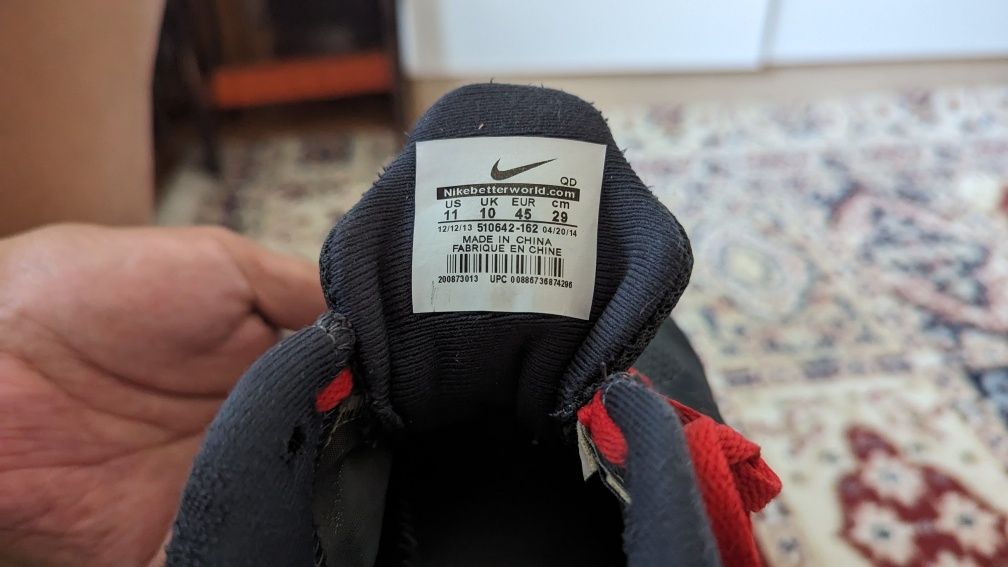 QD
Nikebetterworld.com
US UK EUR cm
11 10 45 29
12/12/13 510642-162 04/20/14
MADE IN CHINA
FABRIQUE EN CHINE
200873013 UPC 00886736874296